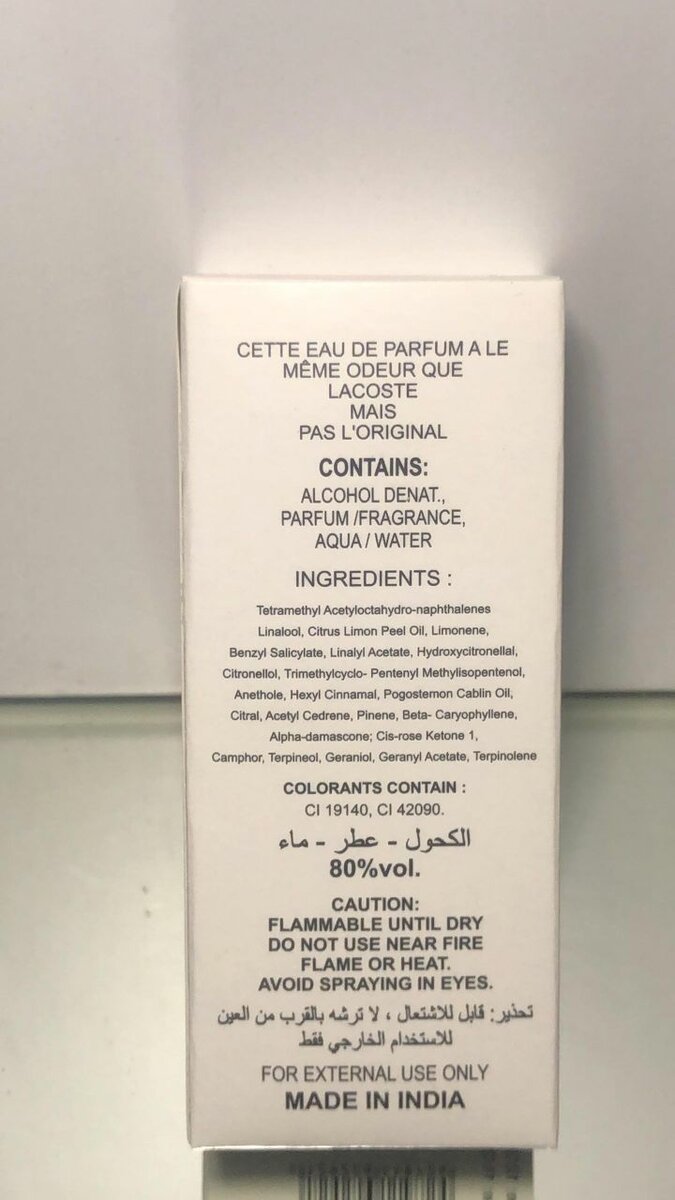 CETTE EAU DE PARFUM A LE
MÊME ODEUR QUE
LACOSTE
MAIS
PAS L'ORIGINAL
CONTAINS:
ALCOHOL DENAT.,
PARFUM /FRAGRANCE,
AQUA / WATER
INGREDIENTS :
Tetramethyl Acetyloctahydro-naphthalenes
Linalool, Citrus Limon Peel Oil, Limonene,
Benzyl Salicylate, Linalyl Acetate, Hydroxycitronellal,
Citronellol, Trimethylcyclo- Pentenyl Methylisopentenol,
Anethole, Hexyl Cinnamal, Pogostemon Cablin Oil,
Citral, Acetyl Cedrene, Pinene, Beta- Caryophyllene,
Alpha-damascone; Cis-rose Ketone 1,
Camphor, Terpineol, Geraniol, Geranyl Acetate, Terpinolene
COLORANTS CONTAIN :
CI 19140, CI 42090.
الكحول - عطر - ماء
80%vol.
CAUTION:
FLAMMABLE UNTIL DRY
DO NOT USE NEAR FIRE
FLAME OR HEAT.
AVOID SPRAYING IN EYES.
تحذير: قابل للاشتعال ، لا ترشه بالقرب من العين
للاستخدام الخارجي فقط
FOR EXTERNAL USE ONLY
MADE IN INDIA